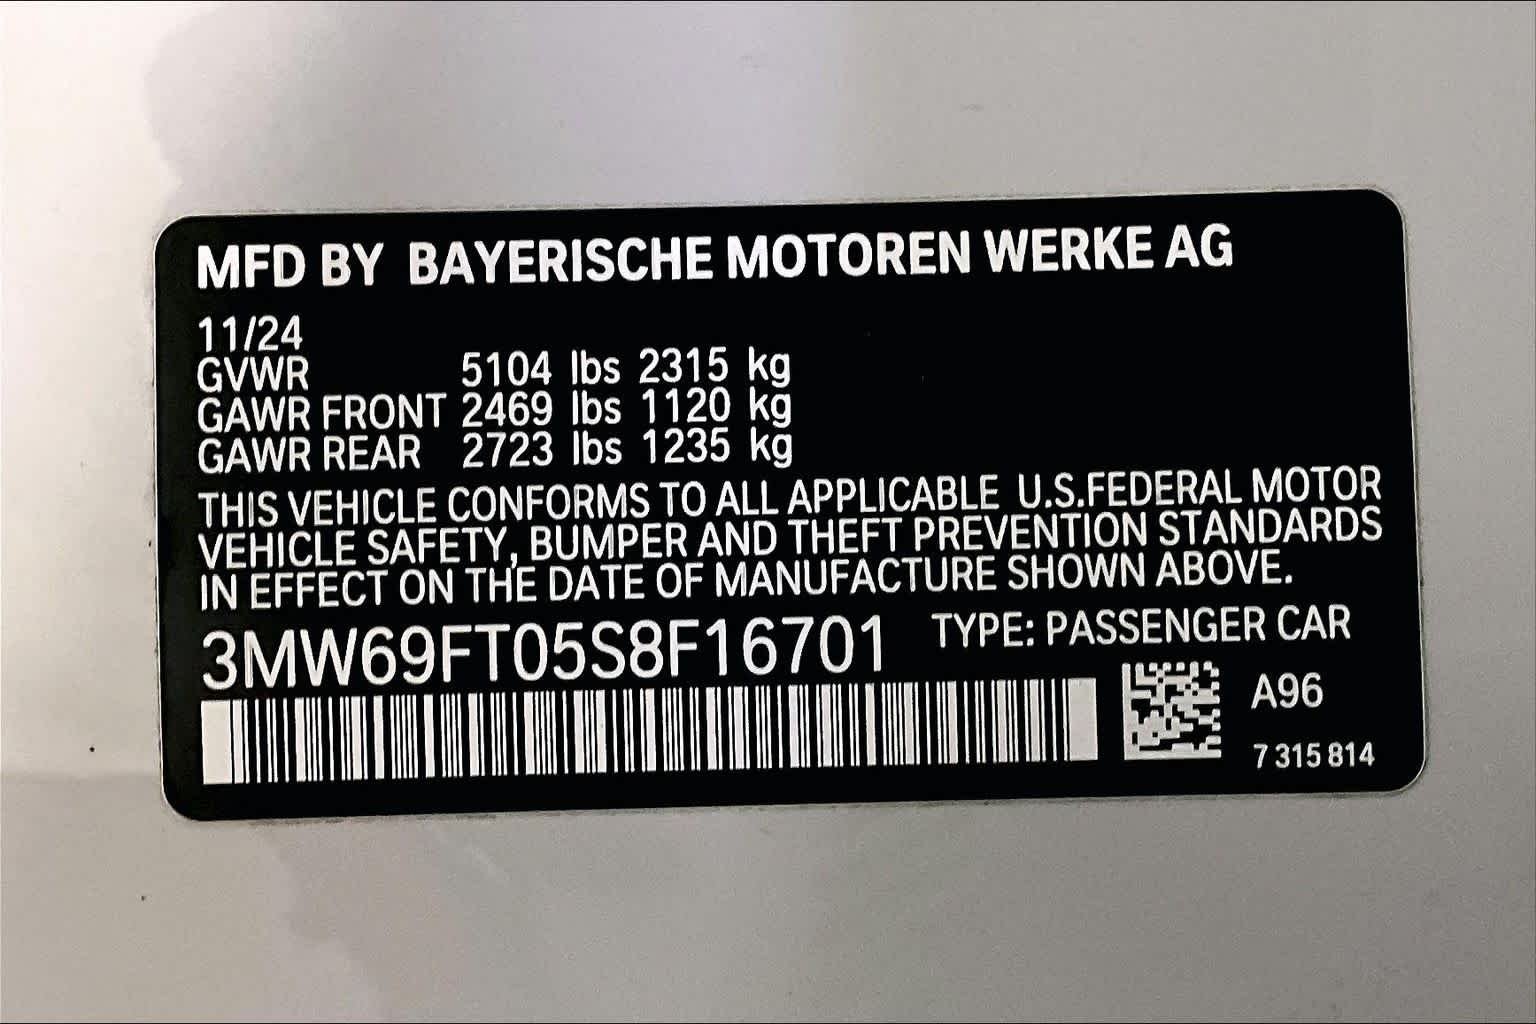 MFD BY BAYERISCHE MOTOREN WERKE AG
11/24
GVWR 5104 lbs 2315 kg
GAWR FRONT 2469 lbs 1120 kg
GAWR REAR 2723 lbs 1235 kg
THIS VEHICLE CONFORMS TO ALL APPLICABLE U.S.FEDERAL MOTOR
VEHICLE SAFETY, BUMPER AND THEFT PREVENTION STANDARDS
IN EFFECT ON THE DATE OF MANUFACTURE SHOWN ABOVE.
3MW69FT05S8F16701 TYPE: PASSENGER CAR
A96
7 315 814